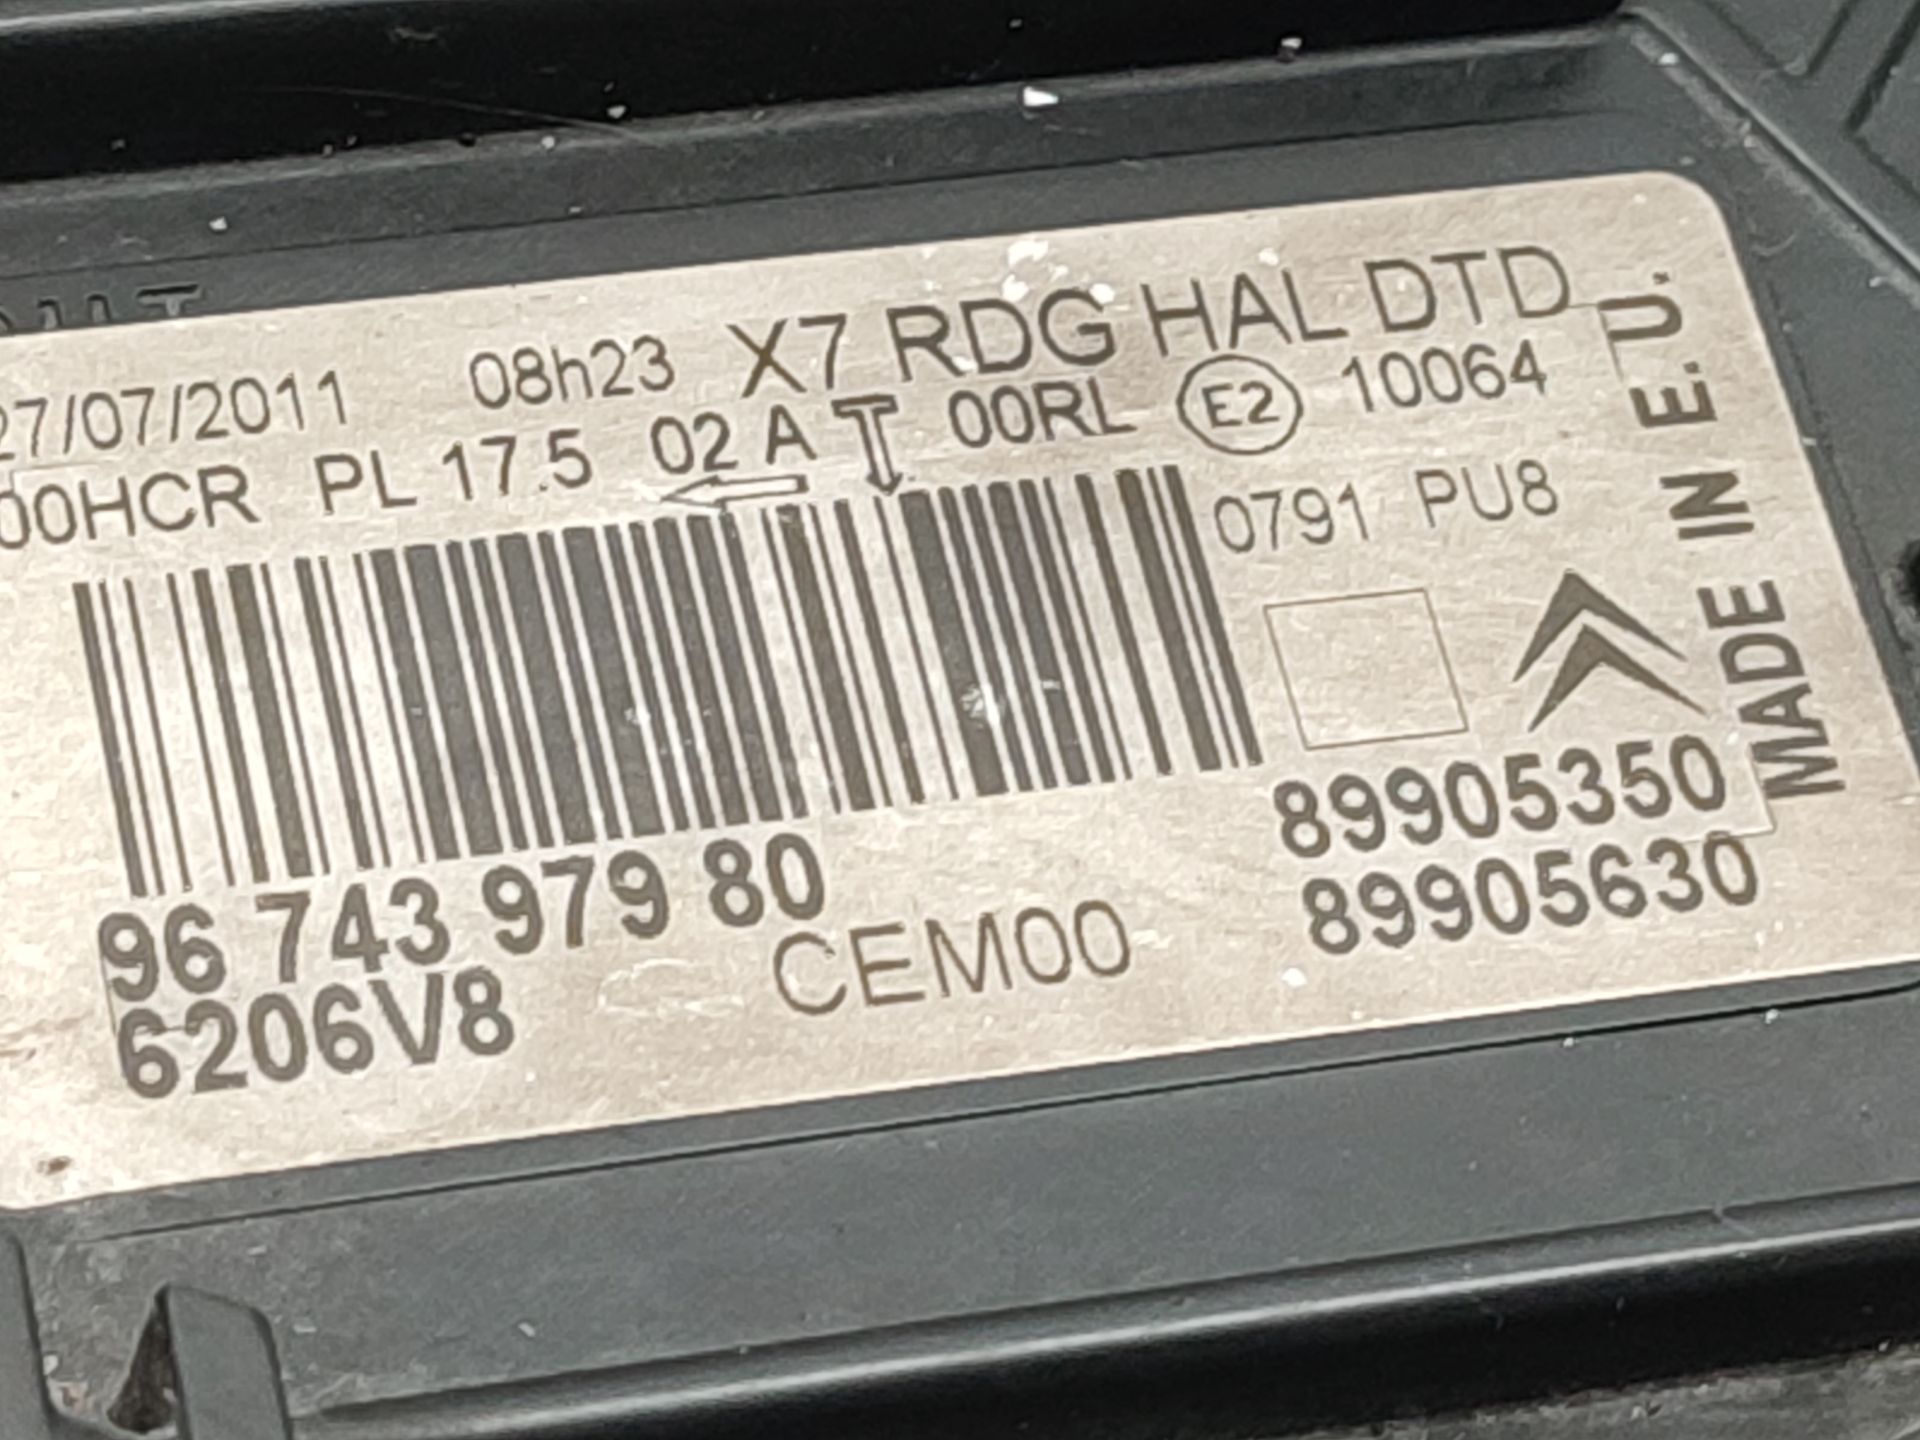 27/07/2011 08h23 X7 RDG HAL DTD
00HCR PL 17.5 02 A 00RL E2 10064
0791 PU8
MADE IN E.U.
96 743 979 80
6206V8
CEM00
89905350
89905630